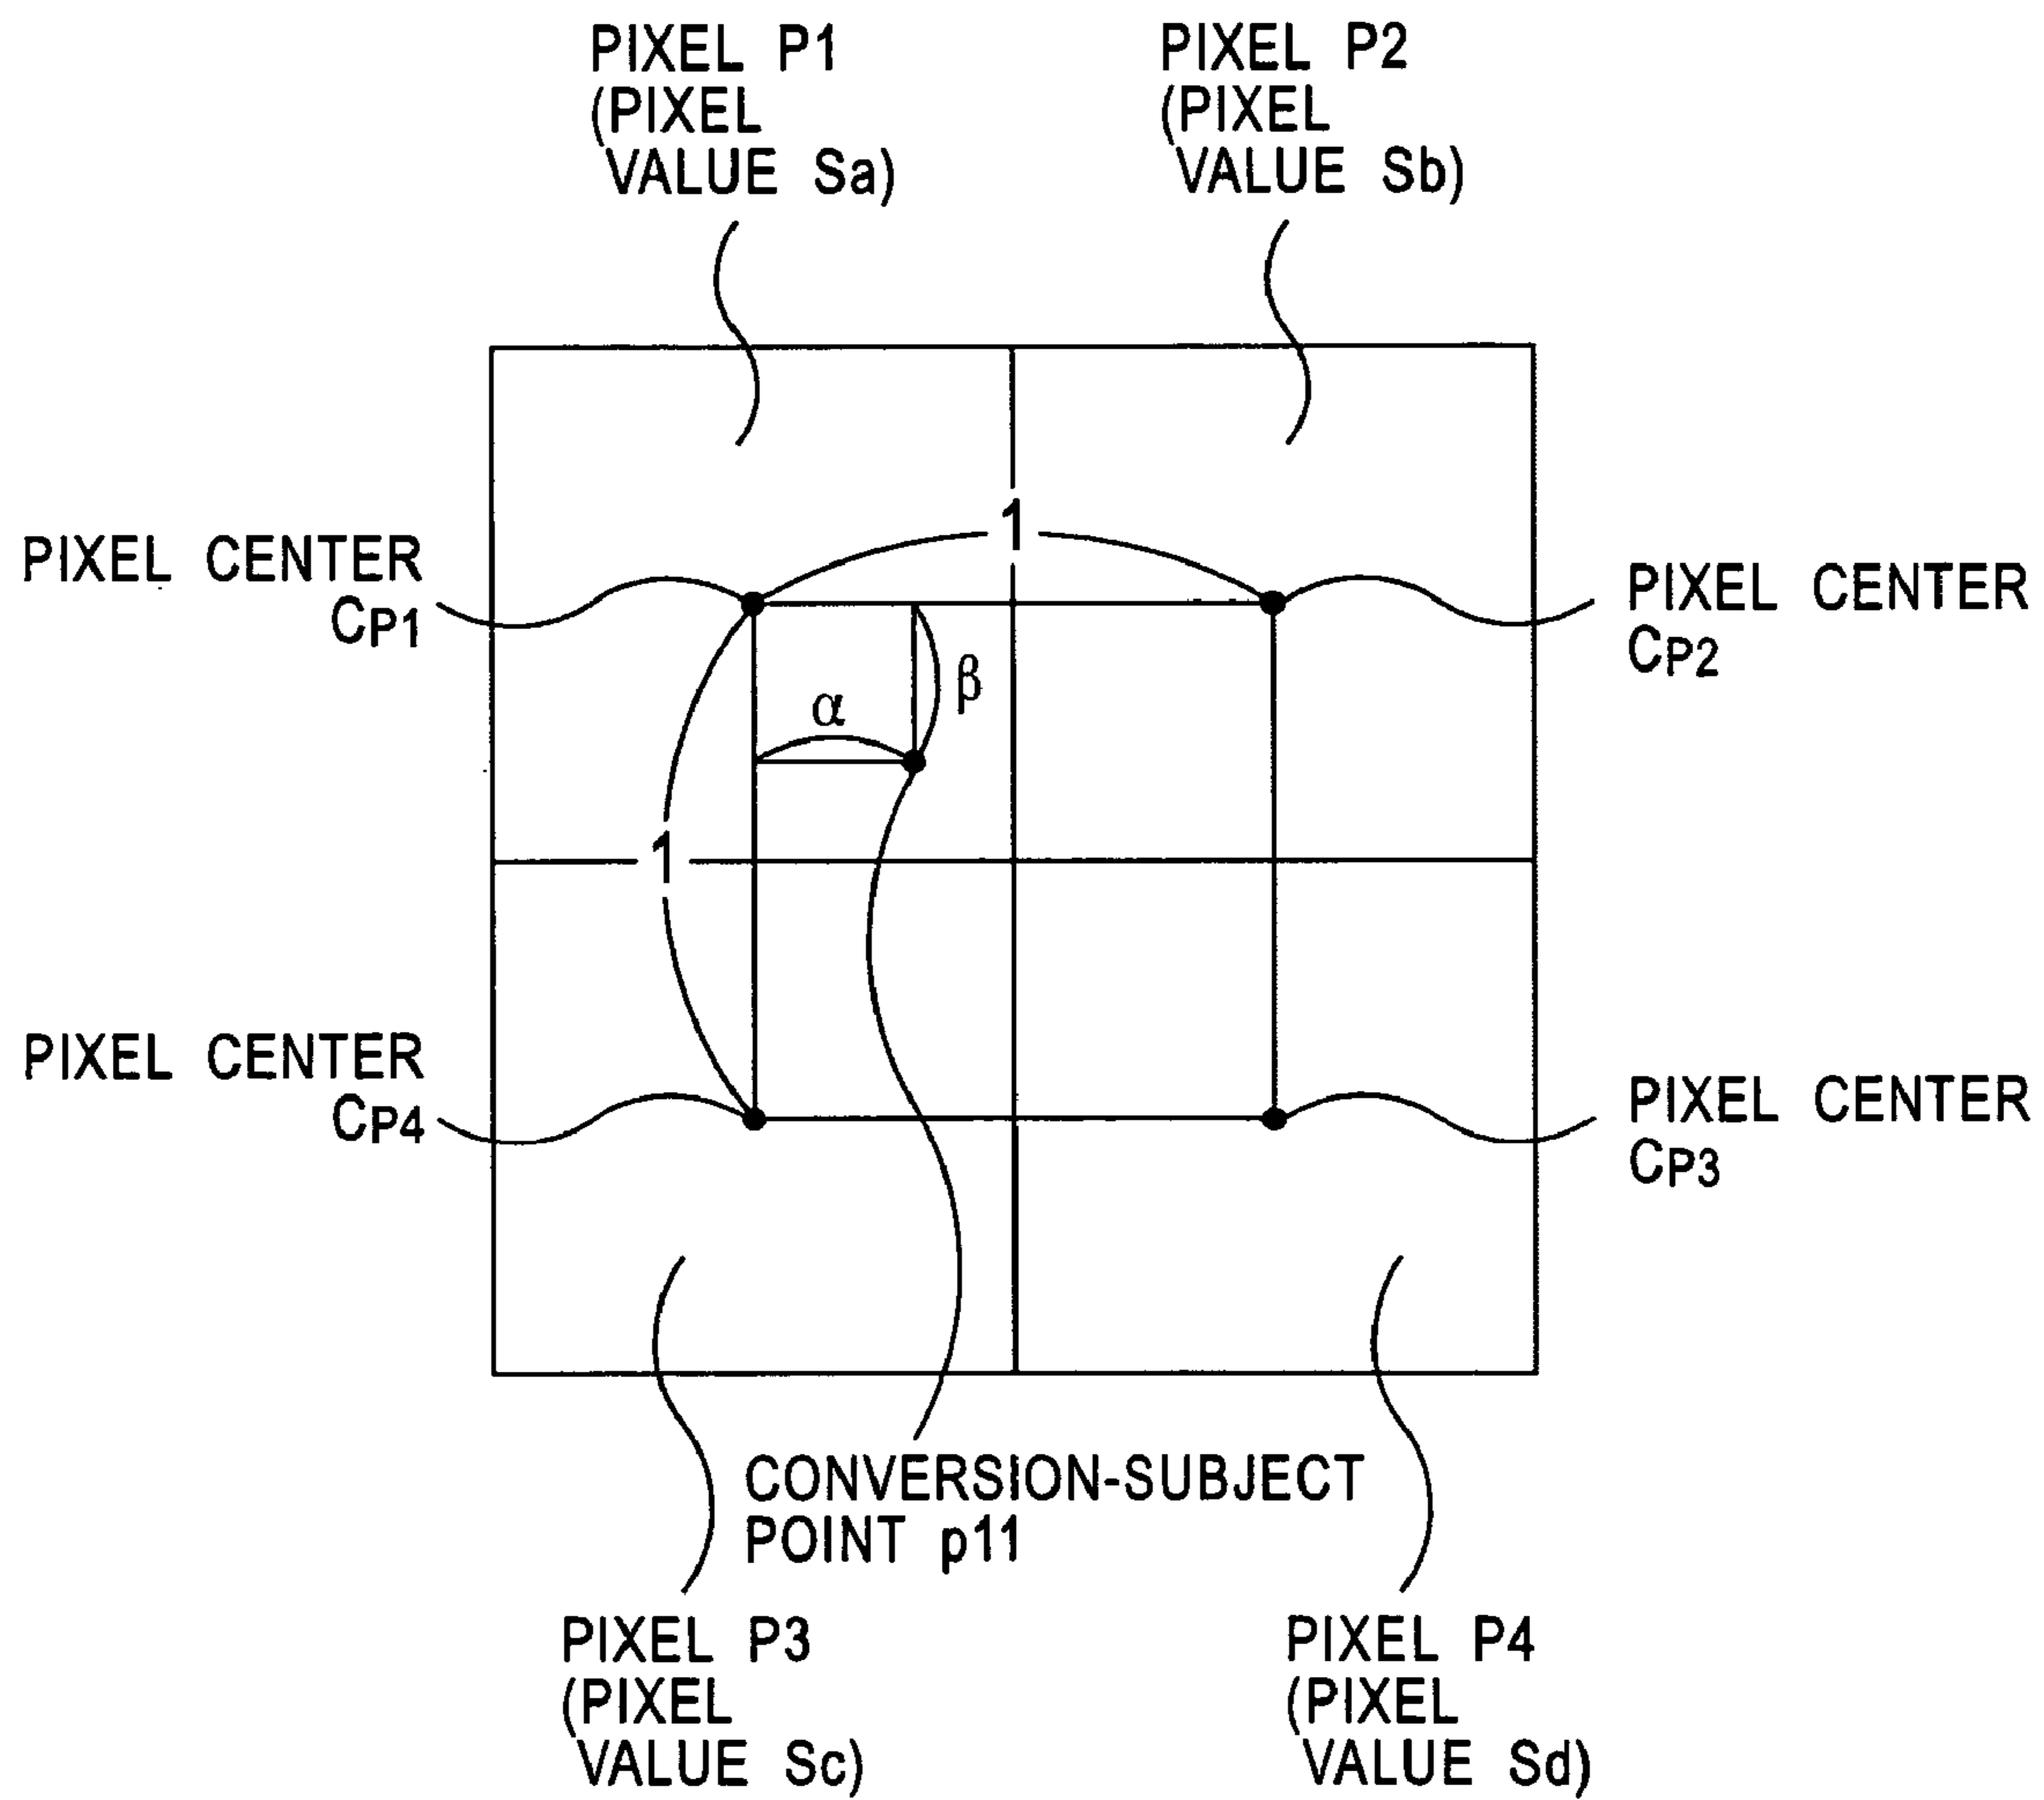 PIXEL P1
(PIXEL
VALUE Sa)
PIXEL P2
(PIXEL
VALUE Sb)
1
PIXEL CENTER
CP1
PIXEL CENTER
CP2
β
α
1
PIXEL CENTER
CP4
PIXEL CENTER
CP3
CONVERSION-SUBJECT
POINT p11
PIXEL P3
(PIXEL
VALUE Sc)
PIXEL P4
(PIXEL
VALUE Sd)